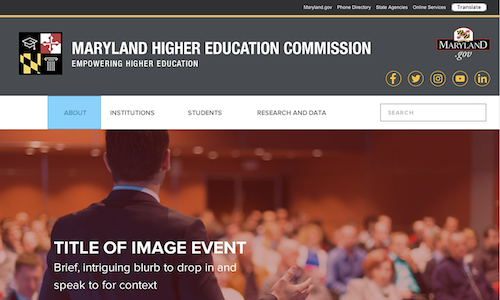 Maryland.gov Phone Directory State Agencies Online Services Translate
MARYLAND HIGHER EDUCATION COMMISSION
EMPOWERING HIGHER EDUCATION
MARYLAND
.gov
ABOUT INSTITUTIONS STUDENTS RESEARCH AND DATA SEARCH
TITLE OF IMAGE EVENT
Brief, intriguing blurb to drop in and
speak to for context